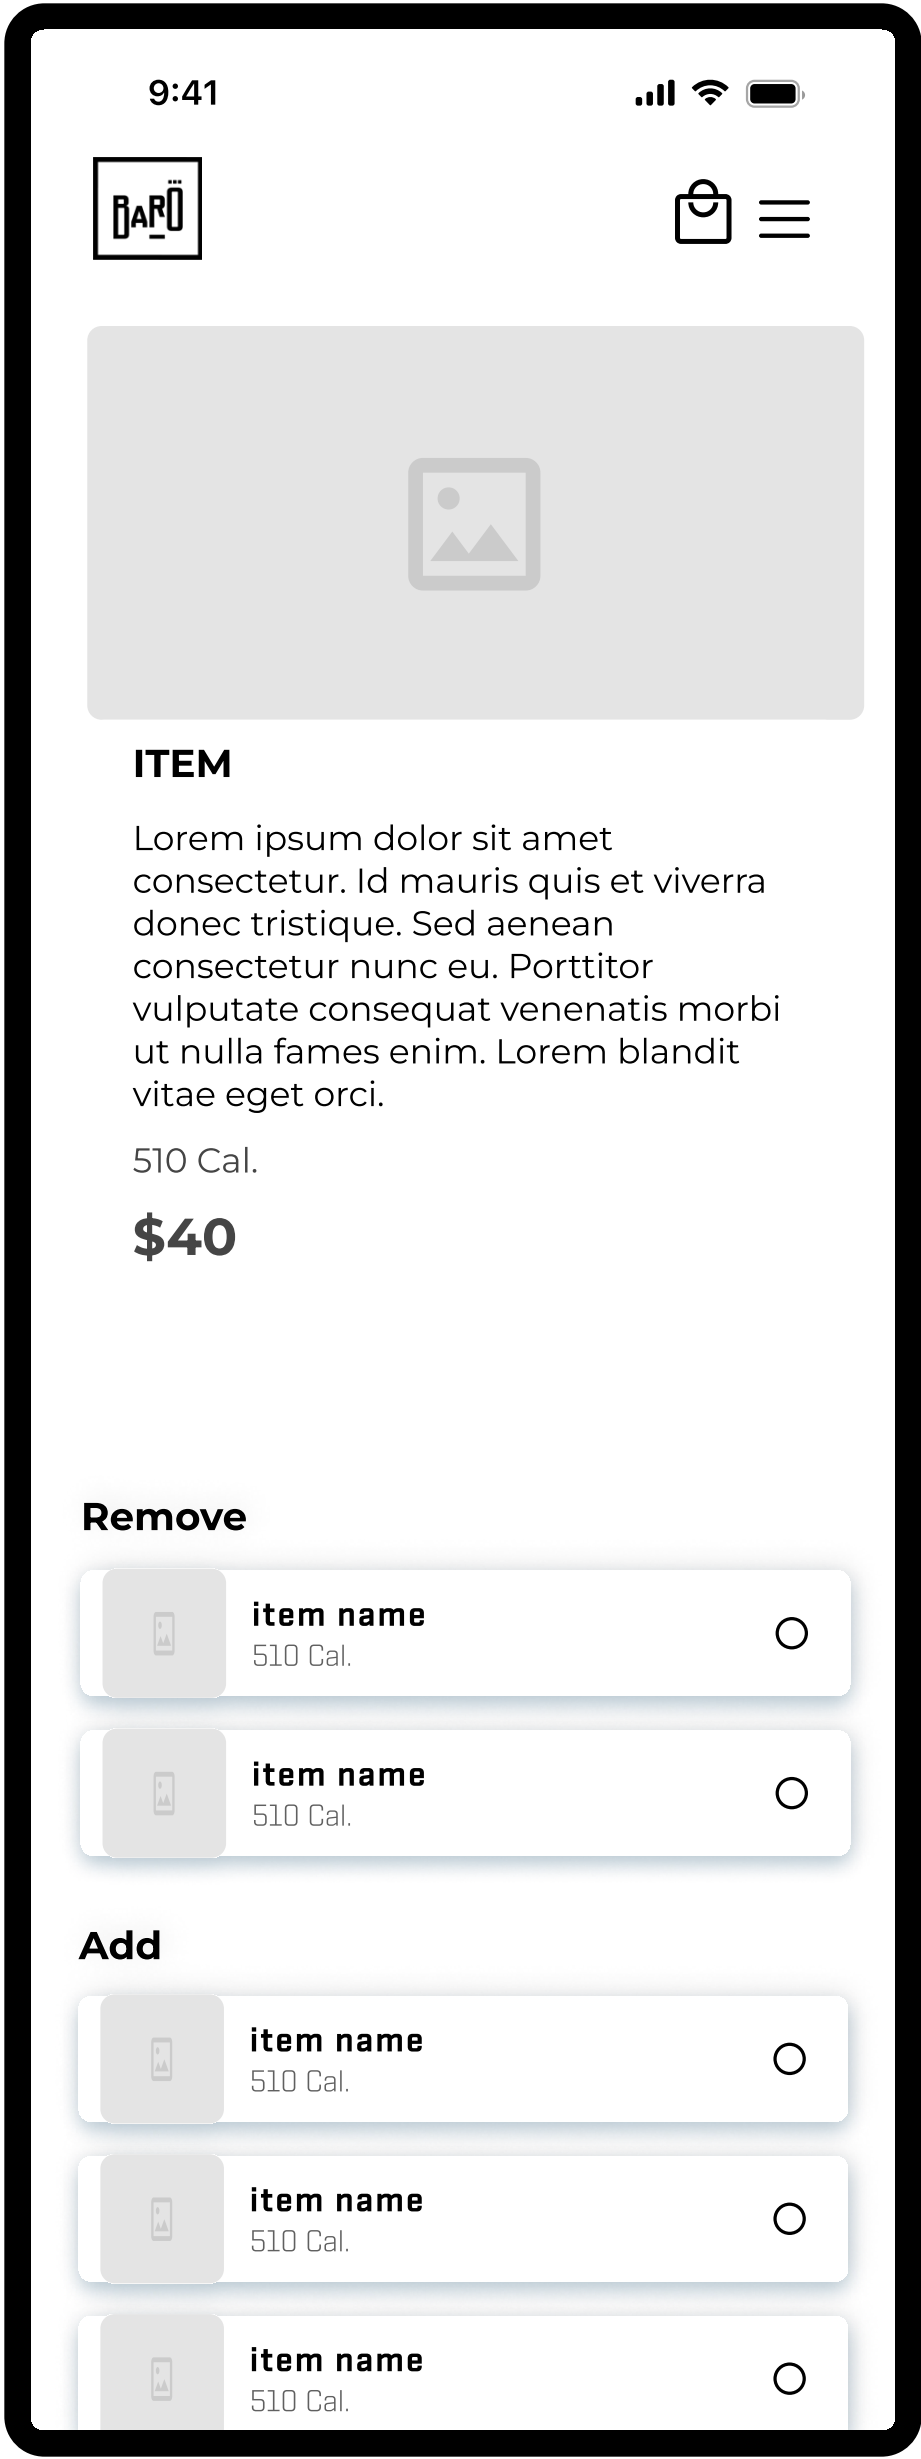 9:41
BARÖ
ITEM
Lorem ipsum dolor sit amet
consectetur. Id mauris quis et viverra
donec tristique. Sed aenean
consectetur nunc eu. Porttitor
vulputate consequat venenatis morbi
ut nulla fames enim. Lorem blandit
vitae eget orci.
510 Cal.
$40
Remove
item name
510 Cal.
item name
510 Cal.
Add
item name
510 Cal.
item name
510 Cal.
item name
510 Cal.